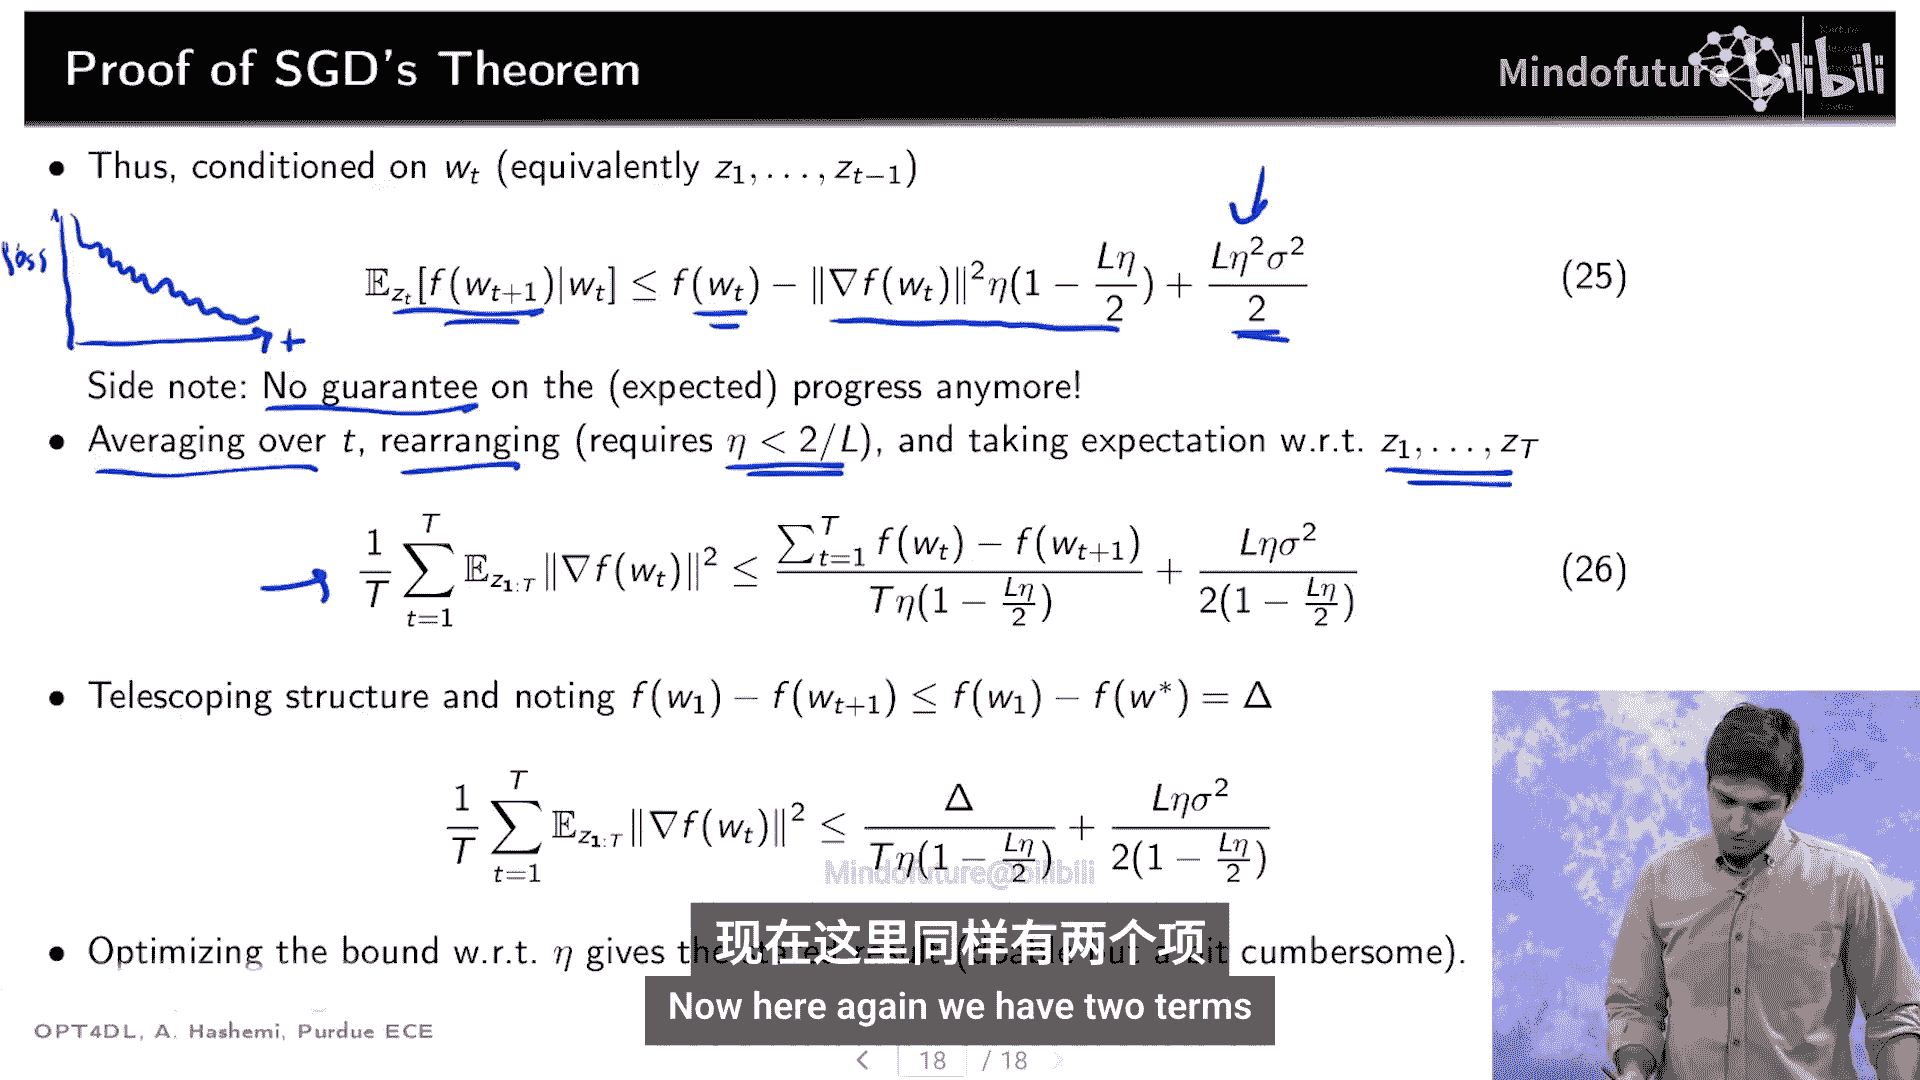 Proof of SGD's Theorem
Mindofuture
bilibili
• Thus, conditioned on w_t (equivalently z_1, . . . , z_{t−1})
loss
t
𝔼_{z_t}[f(w_{t+1})|w_t] ≤ f(w_t) − ‖∇f(w_t)‖²η(1 − Lη/2) + Lη²σ²/2 (25)
Side note: No guarantee on the (expected) progress anymore!
• Averaging over t, rearranging (requires η < 2/L), and taking expectation w.r.t. z_1, . . . , z_T
1/T ∑_{t=1}^{T} 𝔼_{z_{1:T}}‖∇f(w_t)‖² ≤ (∑_{t=1}^{T} f(w_t) − f(w_{t+1}))/(Tη(1 − Lη/2)) + Lησ²/(2(1 − Lη/2)) (26)
• Telescoping structure and noting f(w_1) − f(w_{t+1}) ≤ f(w_1) − f(w*) = Δ
1/T ∑_{t=1}^{T} 𝔼_{z_{1:T}}‖∇f(w_t)‖² ≤ Δ/(Tη(1 − Lη/2)) + Lησ²/(2(1 − Lη/2))
Mindofuture@bilibili
• Optimizing the bound w.r.t. η gives cumbersome).
现在这里同样有两个项
Now here again we have two terms
OPT4DL, A. Hashemi, Purdue ECE
18 / 18